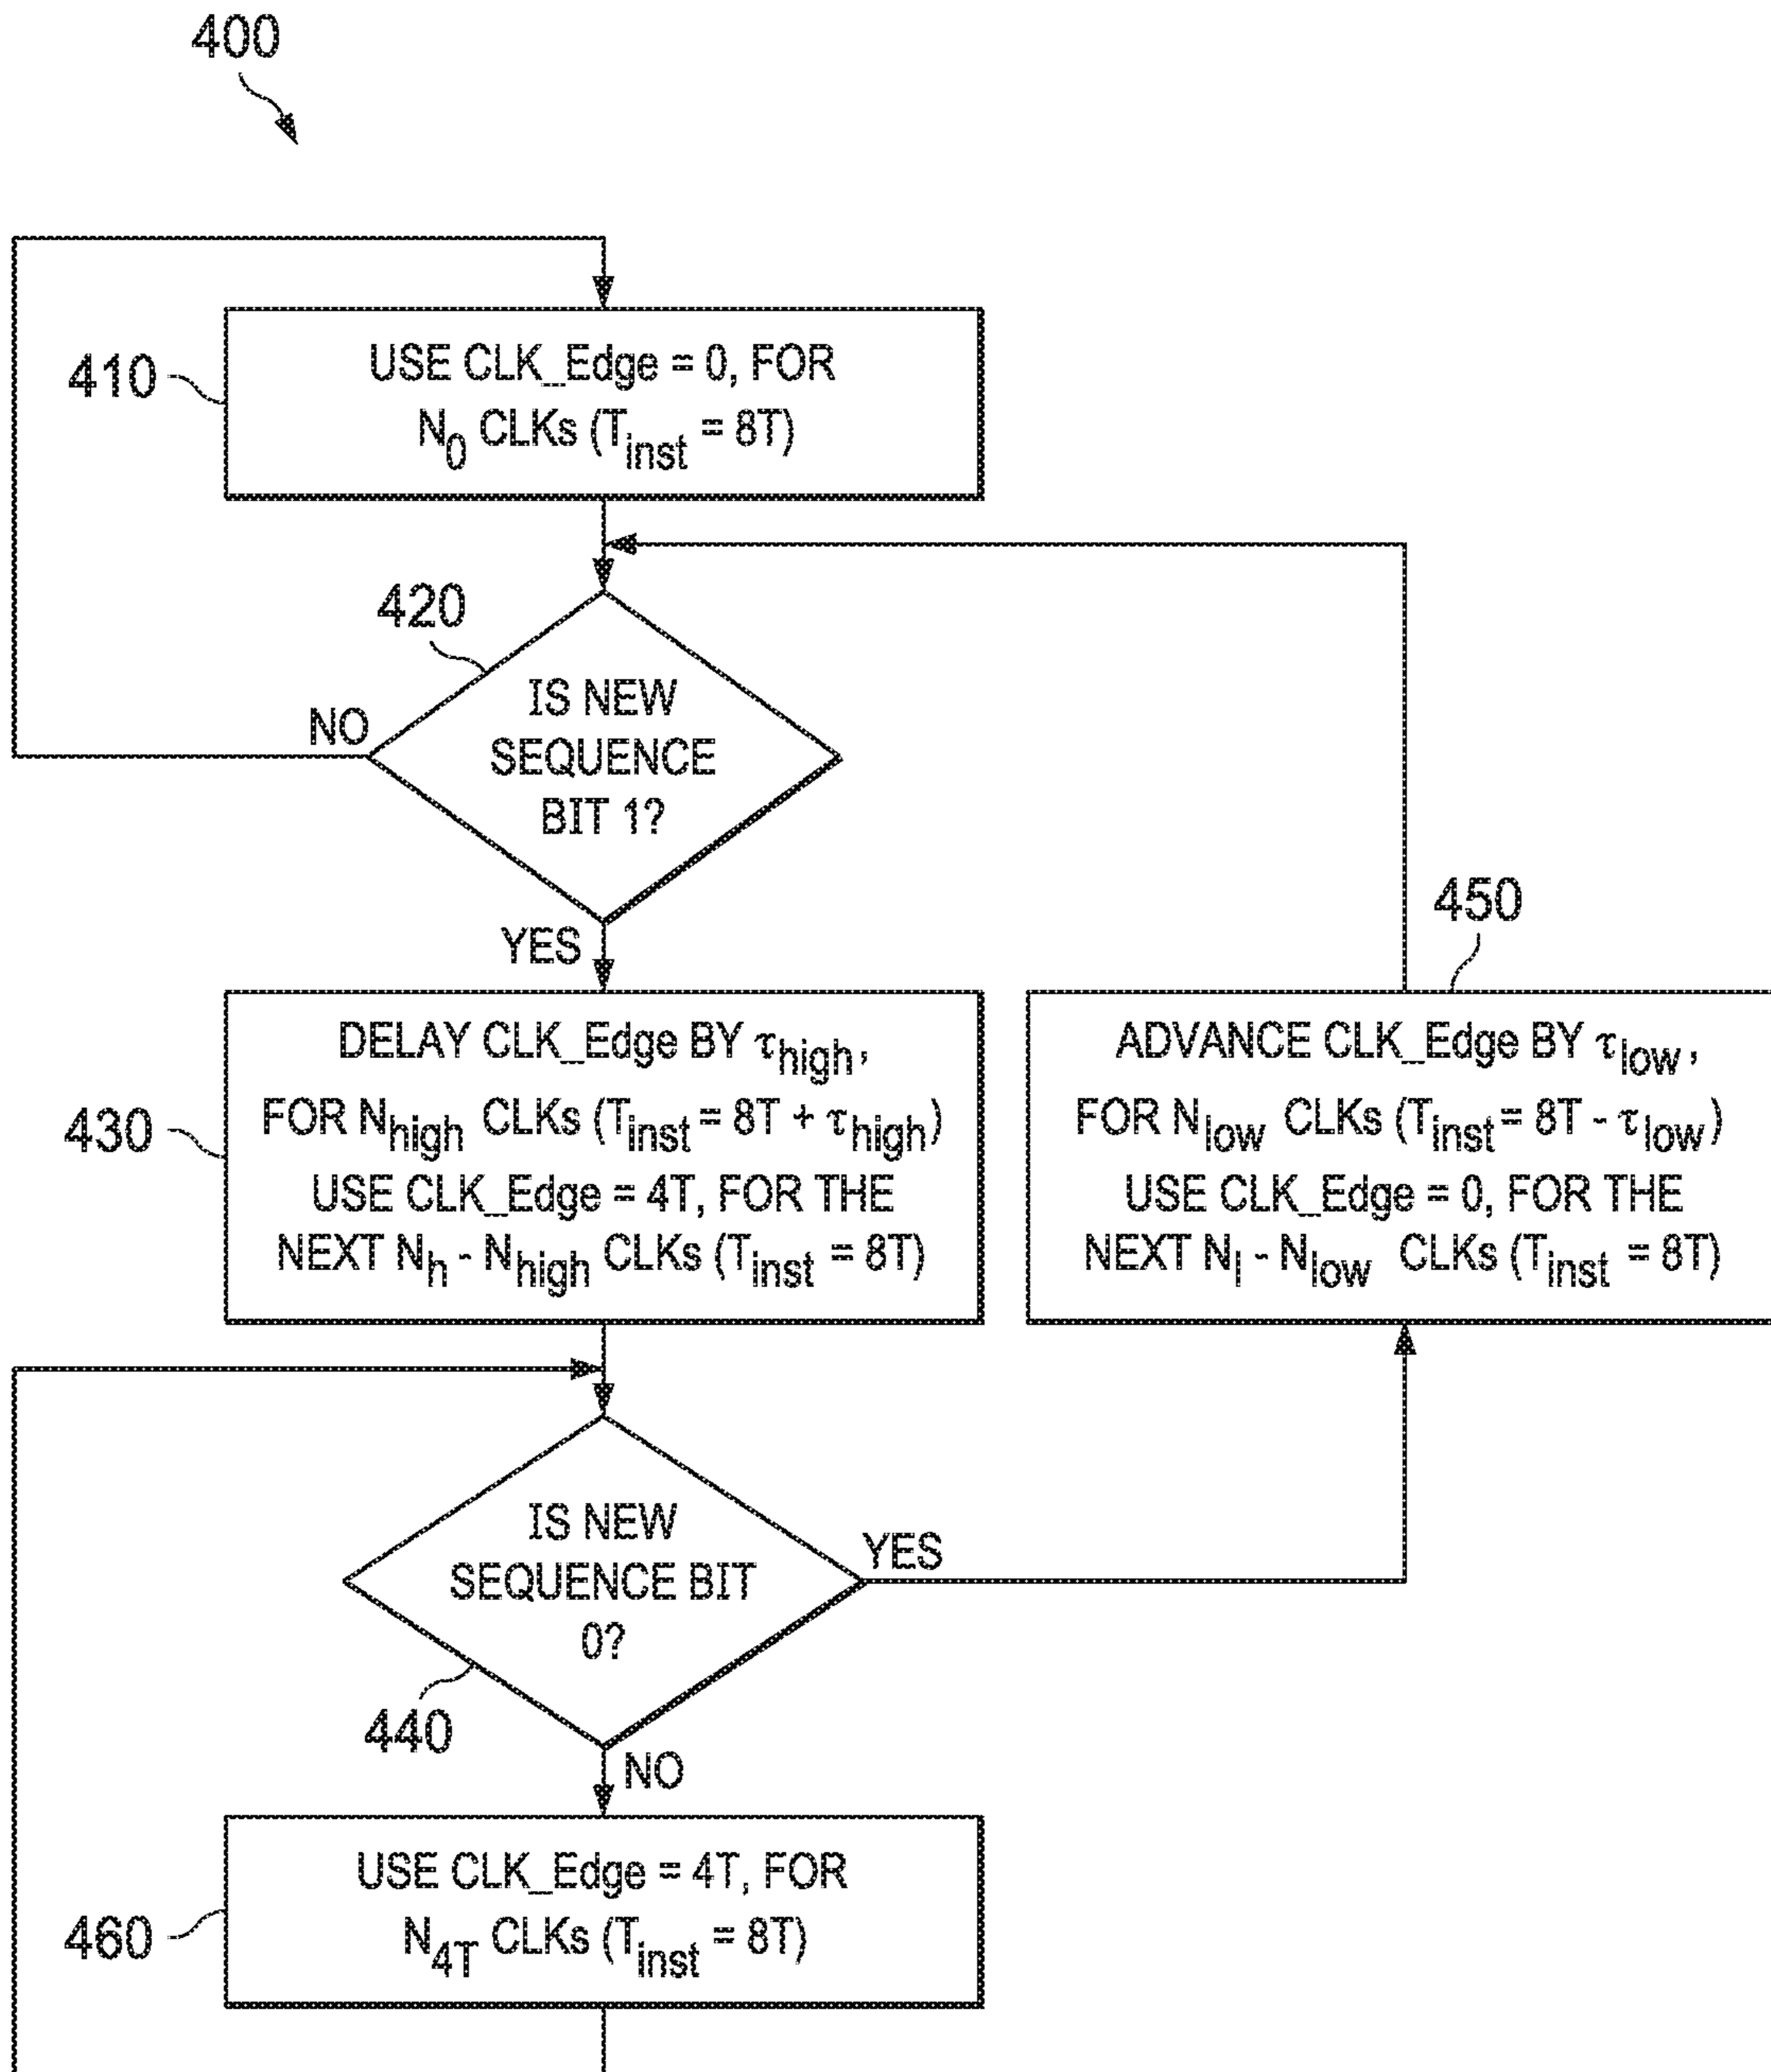 400
410
USE CLK_Edge = 0, FOR
N0 CLKs (Tinst = 8T)
420
IS NEW
SEQUENCE
BIT 1?
NO
YES
430
DELAY CLK_Edge BY τhigh,
FOR Nhigh CLKs (Tinst = 8T + τhigh)
USE CLK_Edge = 4T, FOR THE
NEXT Nh - Nhigh CLKs (Tinst = 8T)
450
ADVANCE CLK_Edge BY τlow,
FOR Nlow CLKs (Tinst = 8T - τlow)
USE CLK_Edge = 0, FOR THE
NEXT Nl - Nlow CLKs (Tinst = 8T)
IS NEW
SEQUENCE BIT
0?
YES
440
NO
460
USE CLK_Edge = 4T, FOR
N4T CLKs (Tinst = 8T)